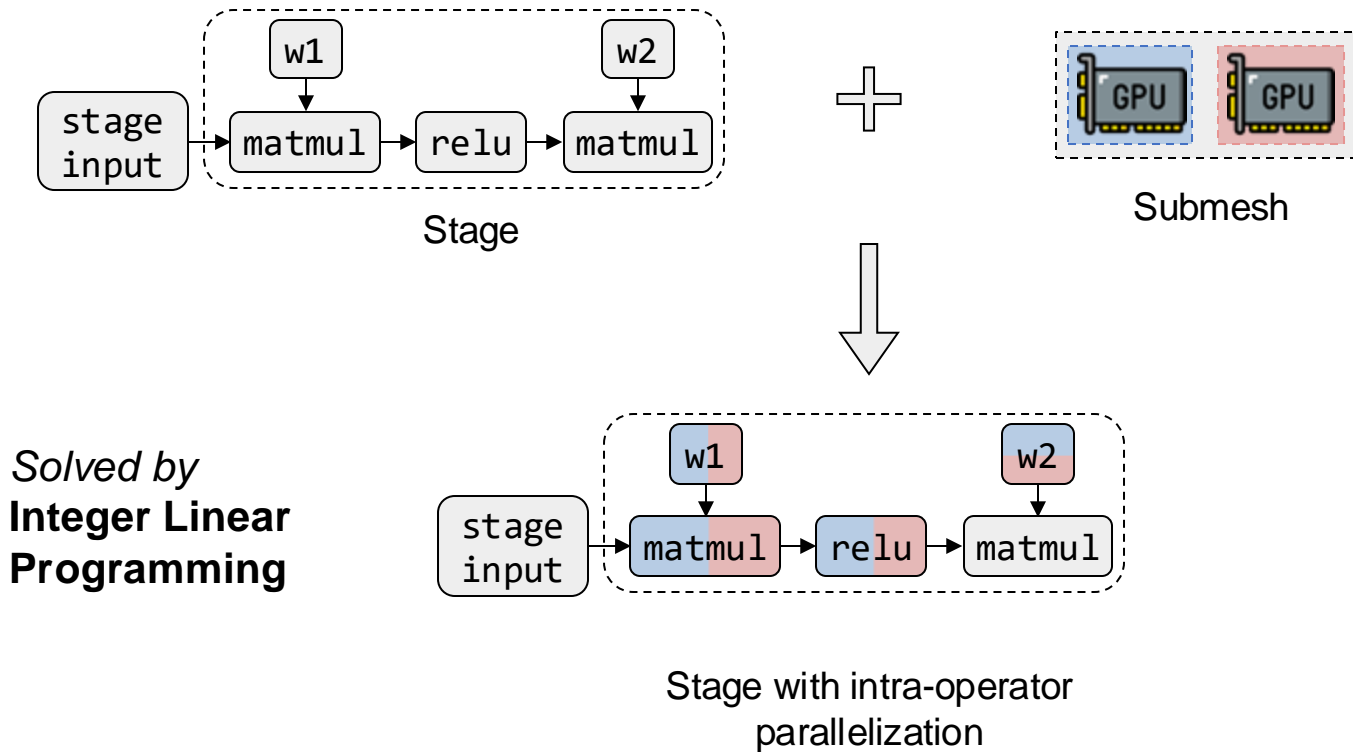 w1
w2
stage
input
matmul
relu
matmul
GPU
GPU
Stage
Submesh
Solved by
Integer Linear
Programming
w1
w2
stage
input
matmul
relu
matmul
Stage with intra-operator
parallelization